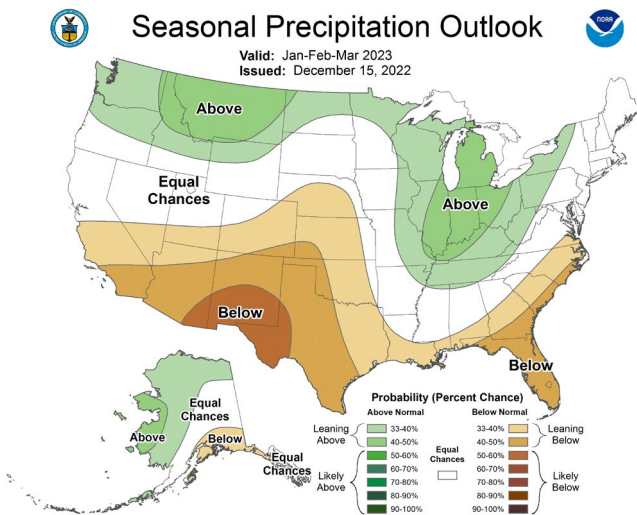 Seasonal Precipitation Outlook
Valid: Jan-Feb-Mar 2023
Issued: December 15, 2022
NOAA
Above
Equal
Chances
Above
Below
Below
Equal
Chances
Above
Below
Equal
Chances
Probability (Percent Chance)
Above Normal
Below Normal
Leaning
Above
33-40%
40-50%
Likely
Above
50-60%
60-70%
70-80%
80-90%
90-100%
Equal
Chances
33-40%
40-50%
Leaning
Below
50-60%
60-70%
70-80%
80-90%
90-100%
Likely
Below